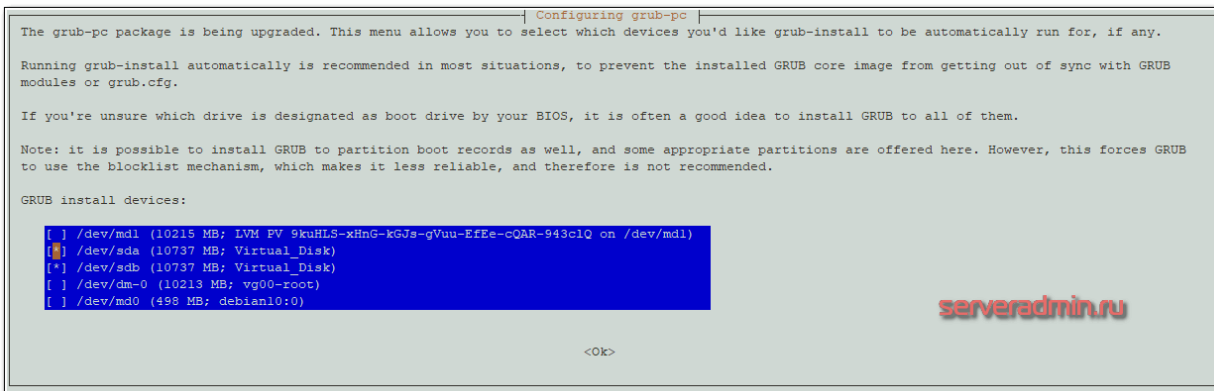 Configuring grub-pc
The grub-pc package is being upgraded. This menu allows you to select which devices you'd like grub-install to be automatically run for, if any.
Running grub-install automatically is recommended in most situations, to prevent the installed GRUB core image from getting out of sync with GRUB
modules or grub.cfg.
If you're unsure which drive is designated as boot drive by your BIOS, it is often a good idea to install GRUB to all of them.
Note: it is possible to install GRUB to partition boot records as well, and some appropriate partitions are offered here. However, this forces GRUB
to use the blocklist mechanism, which makes it less reliable, and therefore is not recommended.
GRUB install devices:
[ ] /dev/md1 (10215 MB; LVM PV 9kuHLS-xHnG-kGJs-gVuu-EfEe-cQAR-943clQ on /dev/md1)
[*] /dev/sda (10737 MB; Virtual_Disk)
[*] /dev/sdb (10737 MB; Virtual_Disk)
[ ] /dev/dm-0 (10213 MB; vg00-root)
[ ] /dev/md0 (498 MB; debian10:0)
serveradmin.ru
<Ok>